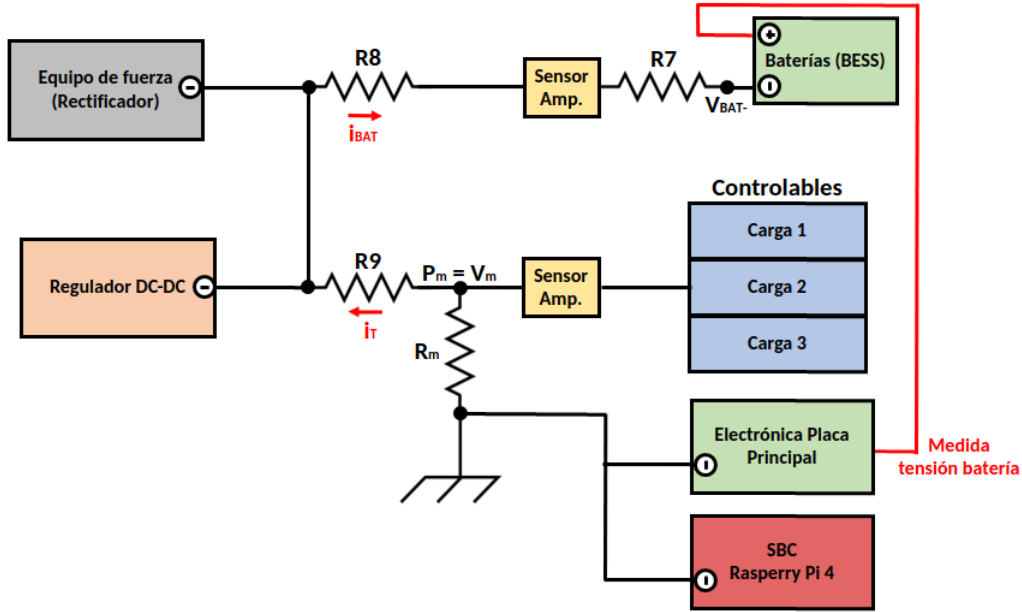 Equipo de fuerza
(Rectificador)
R8
iBAT
Sensor
Amp.
R7
VBAT-
Baterías (BESS)
Controlables
Carga 1
Carga 2
Carga 3
Regulador DC-DC
R9
iT
Pm = Vm
Sensor
Amp.
Rm
Electrónica Placa
Principal
Medida
tensión batería
SBC
Rasperry Pi 4